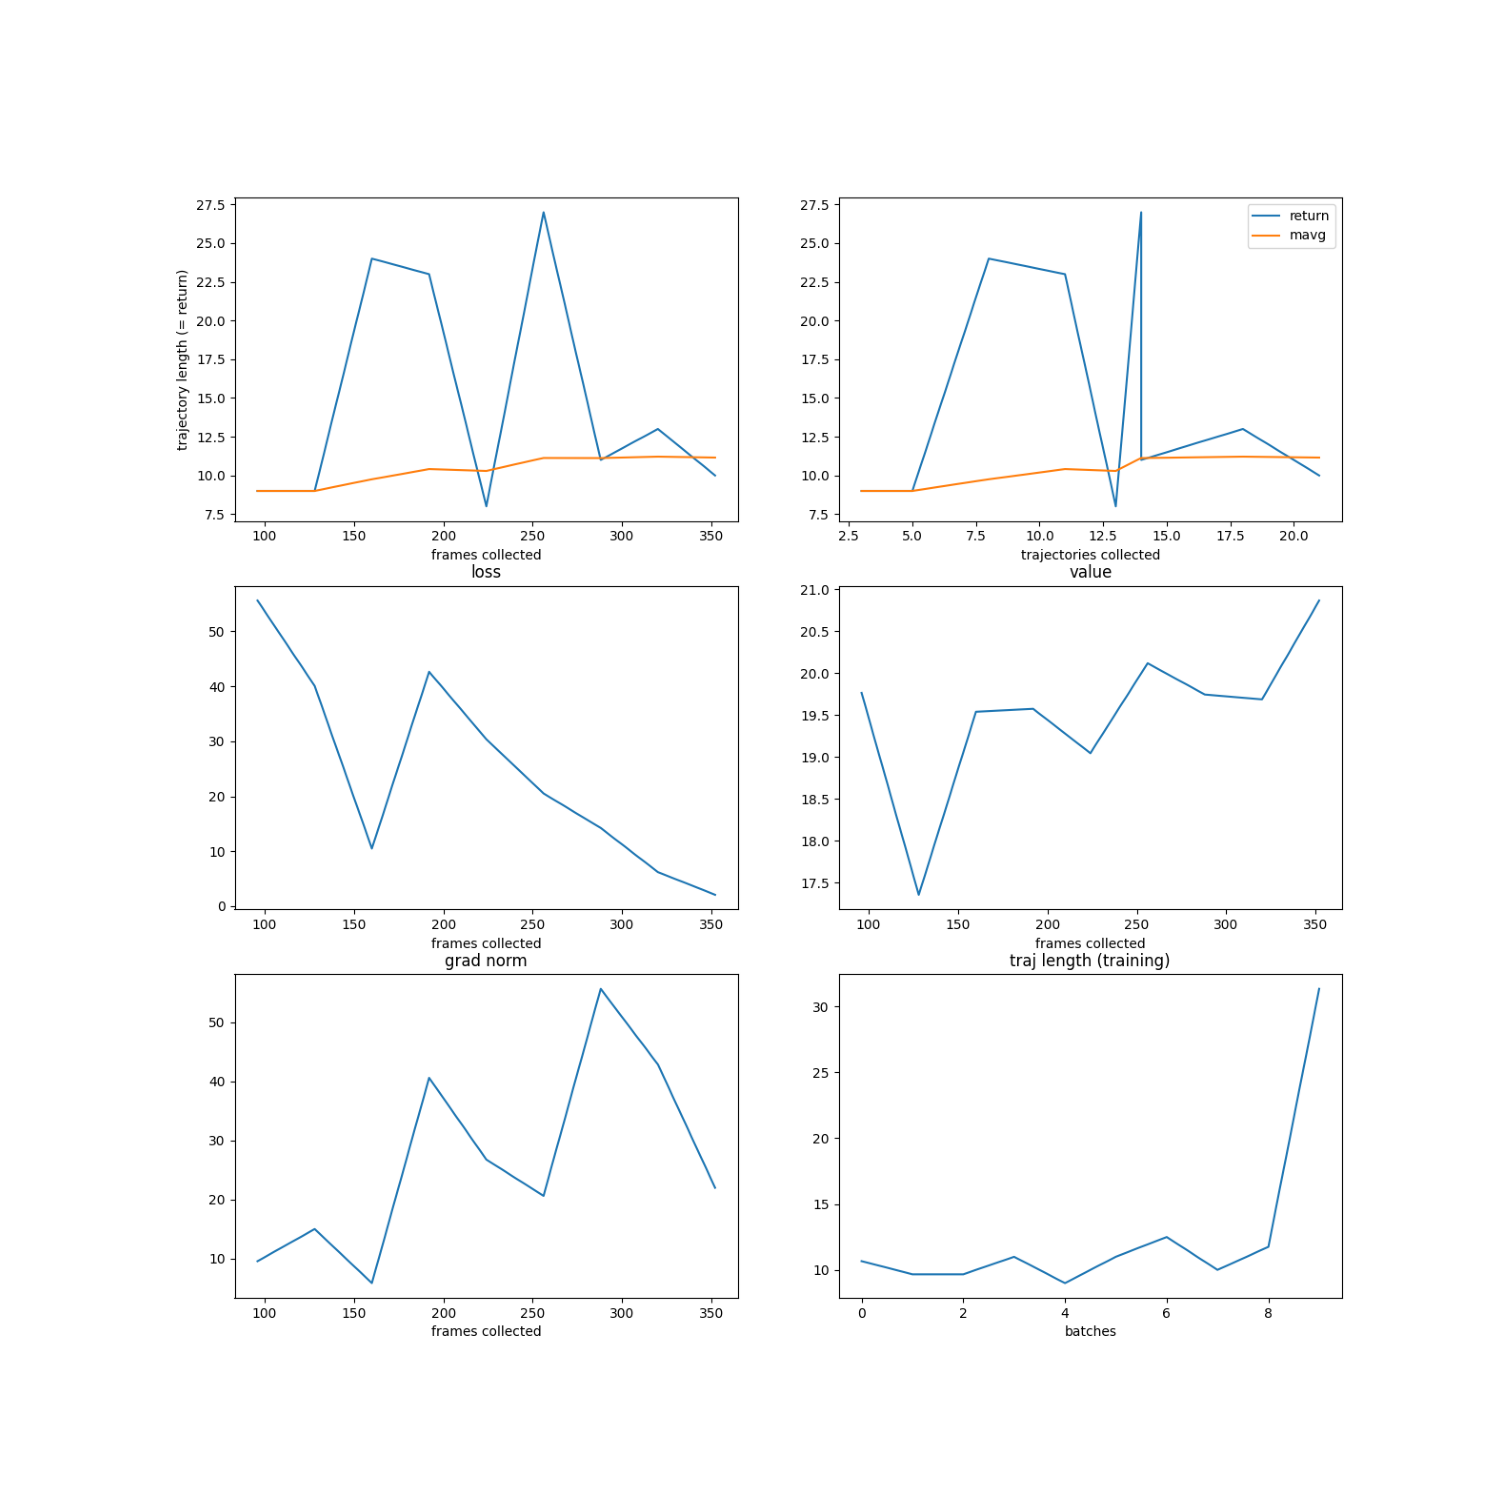 27.5
25.0
22.5
20.0
17.5
15.0
12.5
10.0
7.5
trajectory length (= return)
100 150 200 250 300 350
frames collected
27.5
25.0
22.5
20.0
17.5
15.0
12.5
10.0
7.5
return
mavg
2.5 5.0 7.5 10.0 12.5 15.0 17.5 20.0
trajectories collected
loss
50
40
30
20
10
0
100 150 200 250 300 350
frames collected
value
21.0
20.5
20.0
19.5
19.0
18.5
18.0
17.5
100 150 200 250 300 350
frames collected
grad norm
50
40
30
20
10
100 150 200 250 300 350
frames collected
traj length (training)
30
25
20
15
10
0 2 4 6 8
batches